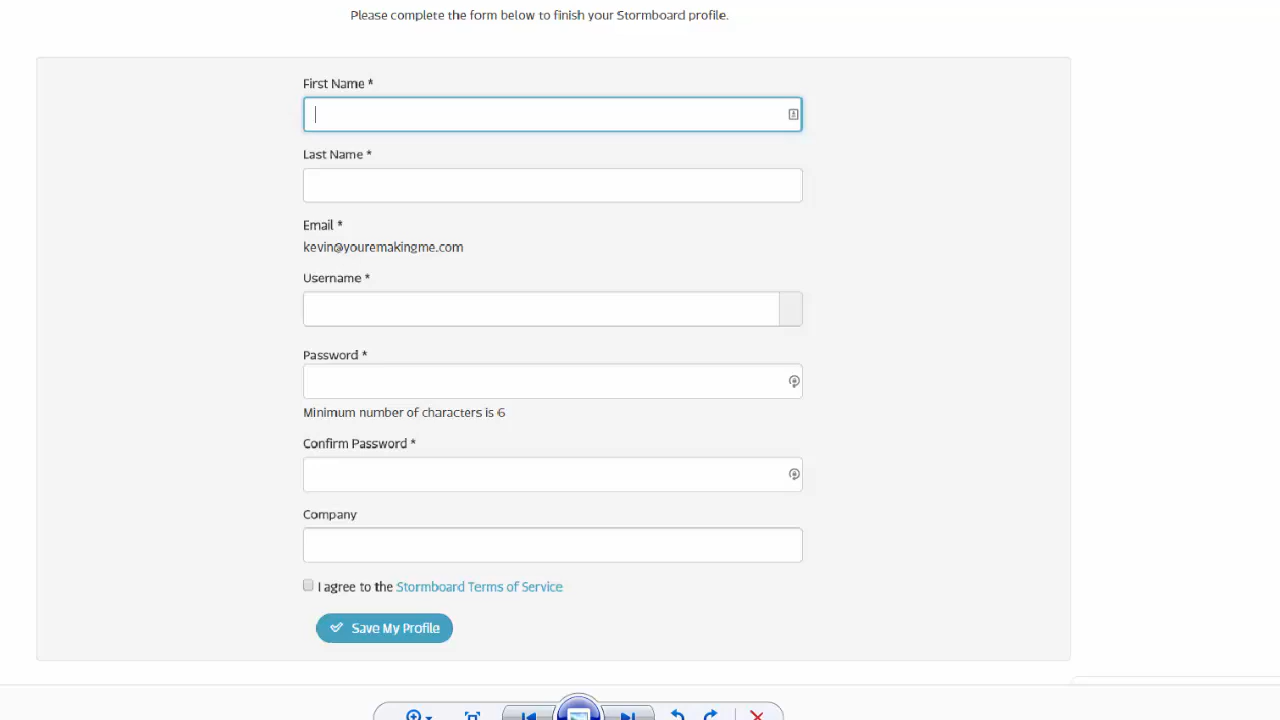 Please complete the form below to finish your Stormboard profile.
First Name *
Last Name *
Email *
kevin@youremakingme.com
Username *
Password *
Minimum number of characters is 6
Confirm Password *
Company
I agree to the Stormboard Terms of Service
Save My Profile